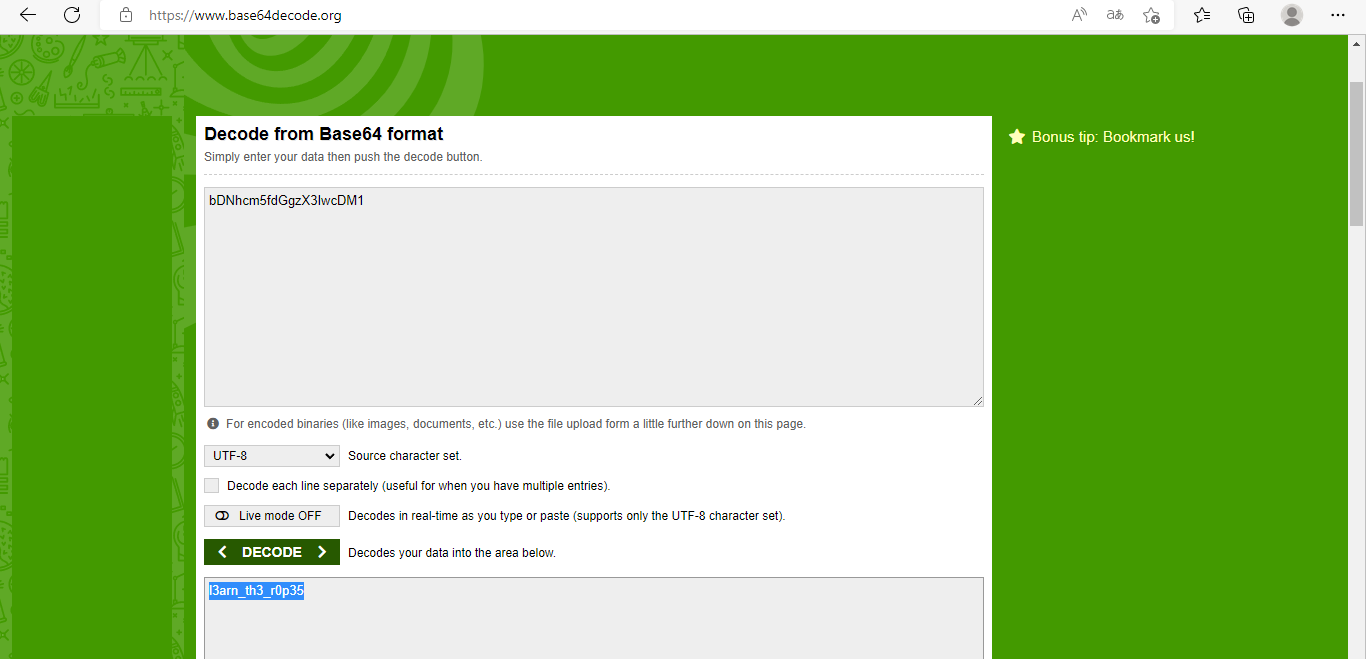 https://www.base64decode.org
Decode from Base64 format
Simply enter your data then push the decode button.
Bonus tip: Bookmark us!
bDNhcm5fdGgzX3IwcDM1
For encoded binaries (like images, documents, etc.) use the file upload form a little further down on this page.
UTF-8 Source character set.
Decode each line separately (useful for when you have multiple entries).
Live mode OFF Decodes in real-time as you type or paste (supports only the UTF-8 character set).
DECODE Decodes your data into the area below.
l3arn_th3_r0p35